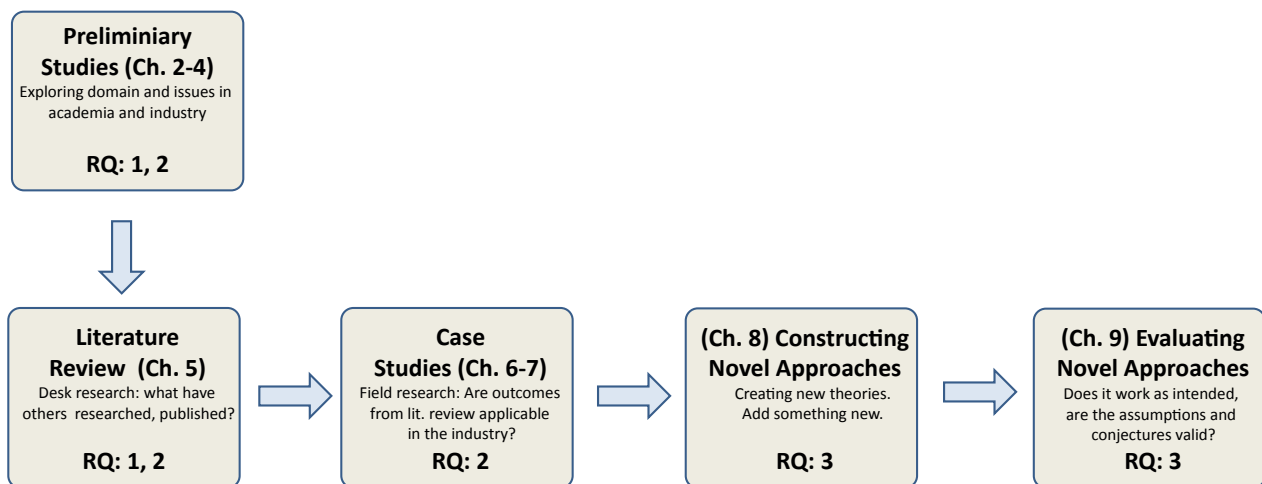 Preliminiary
Studies (Ch. 2-4)
Exploring domain and issues in
academia and industry
RQ: 1, 2
Literature
Review (Ch. 5)
Desk research: what have
others researched, published?
RQ: 1, 2
Case
Studies (Ch. 6-7)
Field research: Are outcomes
from lit. review applicable
in the industry?
RQ: 2
(Ch. 8) Constructing
Novel Approaches
Creating new theories.
Add something new.
RQ: 3
(Ch. 9) Evaluating
Novel Approaches
Does it work as intended,
are the assumptions and
conjectures valid?
RQ: 3